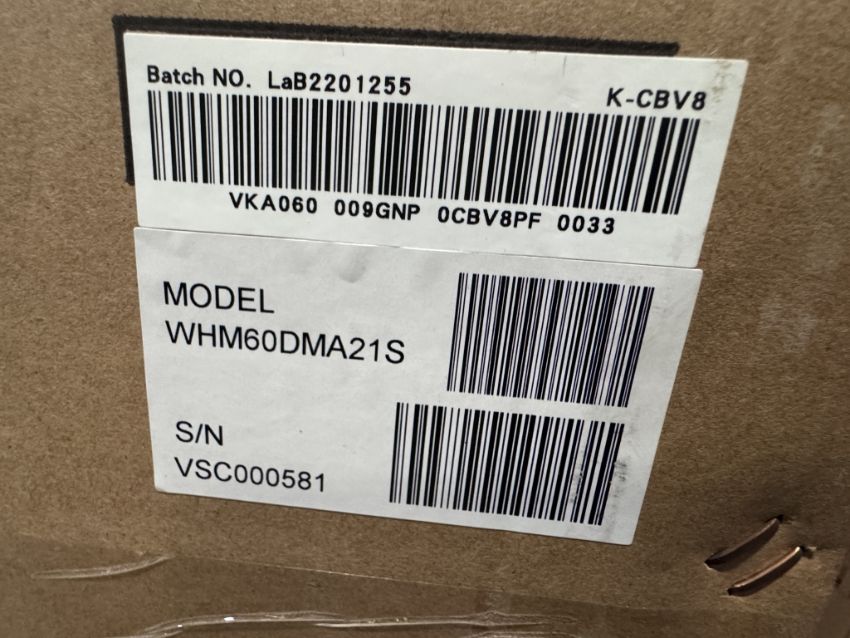 Batch NO. LaB2201255
K-CBV8
VKA060 009GNP 0CBV8PF 0033
MODEL
WHM60DMA21S
S/N
VSC000581